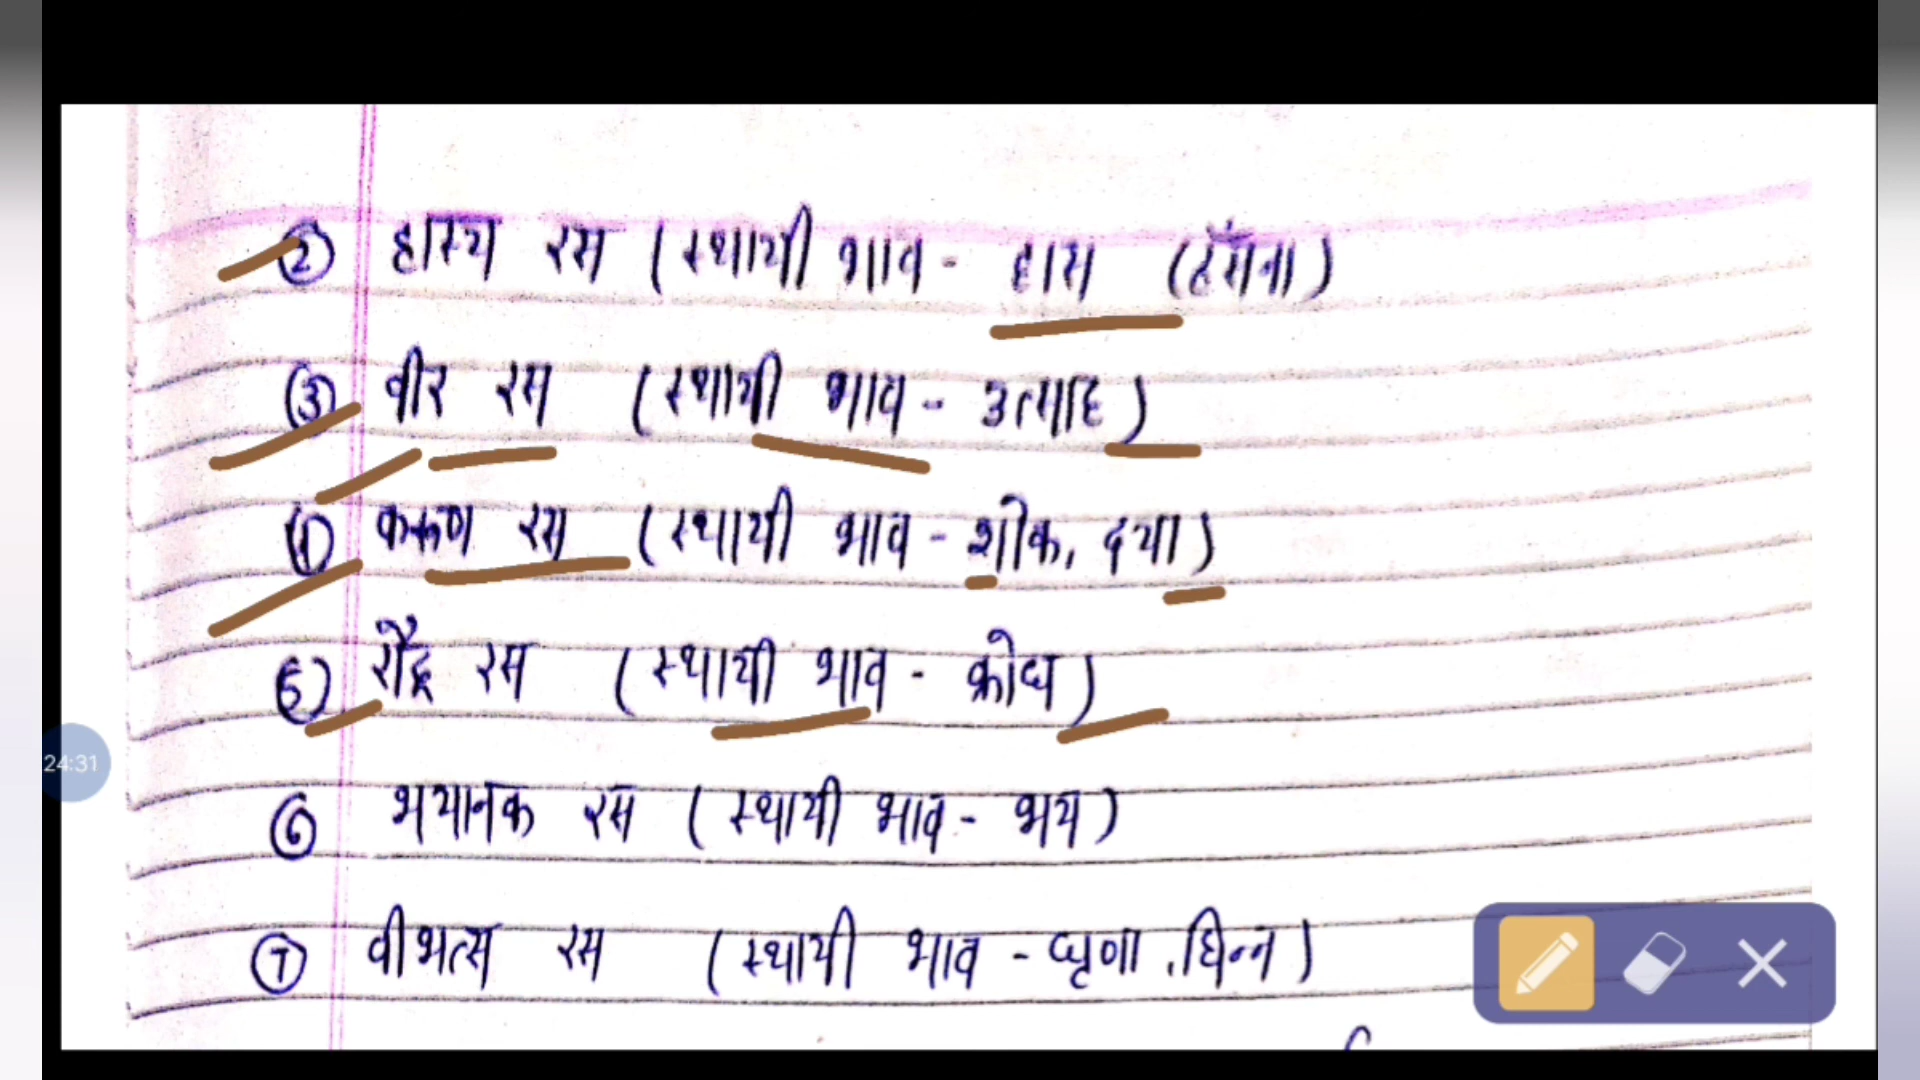 ② हास्य रस (स्थायी भाव - हास (हँसना)
③ वीर रस (स्थायी भाव - उत्साह)
④ करूण रस (स्थायी भाव - शोक, दया)
⑤ रौद्र रस (स्थायी भाव - क्रोध)
24:31
⑥ भयानक रस (स्थायी भाव - भय)
⑦ वीभत्स रस (स्थायी भाव - घृणा, घिन्न)